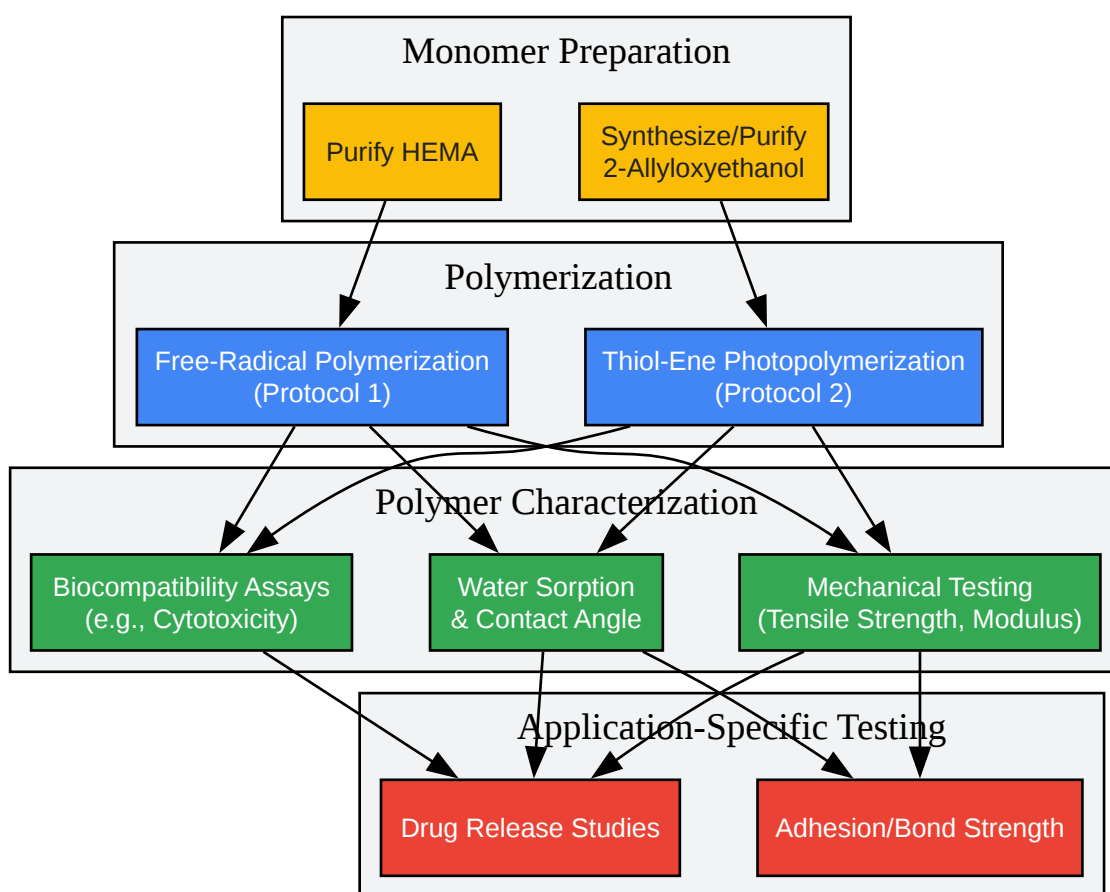 Monomer Preparation
Purify HEMA
Synthesize/Purify
2-Allyloxyethanol
Polymerization
Free-Radical Polymerization
(Protocol 1)
Thiol-Ene Photopolymerization
(Protocol 2)
Polymer Characterization
Biocompatibility Assays
(e.g., Cytotoxicity)
Water Sorption
& Contact Angle
Mechanical Testing
(Tensile Strength, Modulus)
Application-Specific Testing
Drug Release Studies
Adhesion/Bond Strength